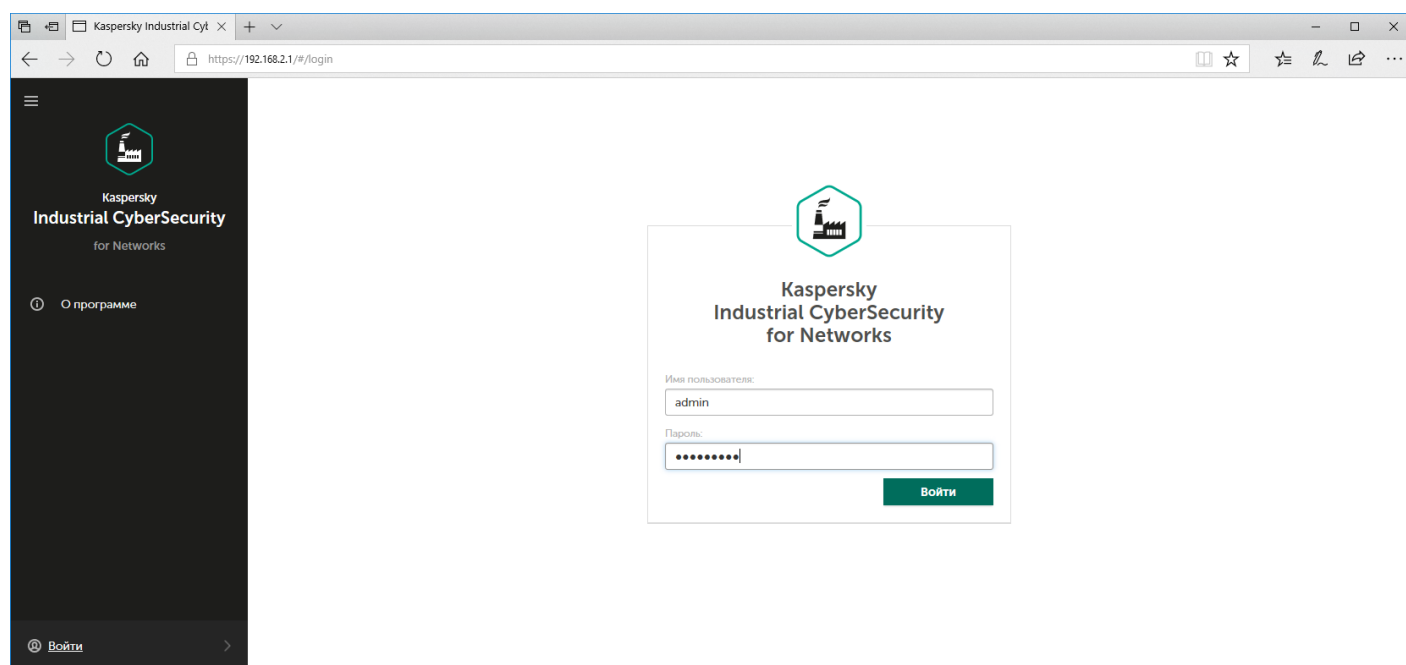 Kaspersky Industrial Cyt
https://192.168.2.1/#/login
Kaspersky
Industrial CyberSecurity
for Networks
О программе
Войти
Kaspersky
Industrial CyberSecurity
for Networks
Имя пользователя:
admin
Пароль:
•••••••••
Войти